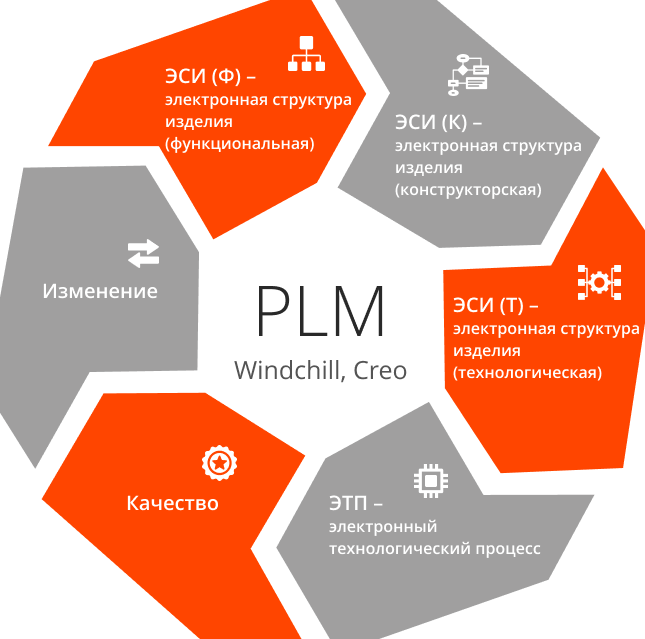 ЭСИ (Ф) –
электронная структура
изделия
(функциональная)
ЭСИ (К) –
электронная структура
изделия
(конструкторская)
Изменение
PLM
Windchill, Creo
ЭСИ (Т) –
электронная структура
изделия
(технологическая)
Качество
ЭТП –
электронный
технологический процесс